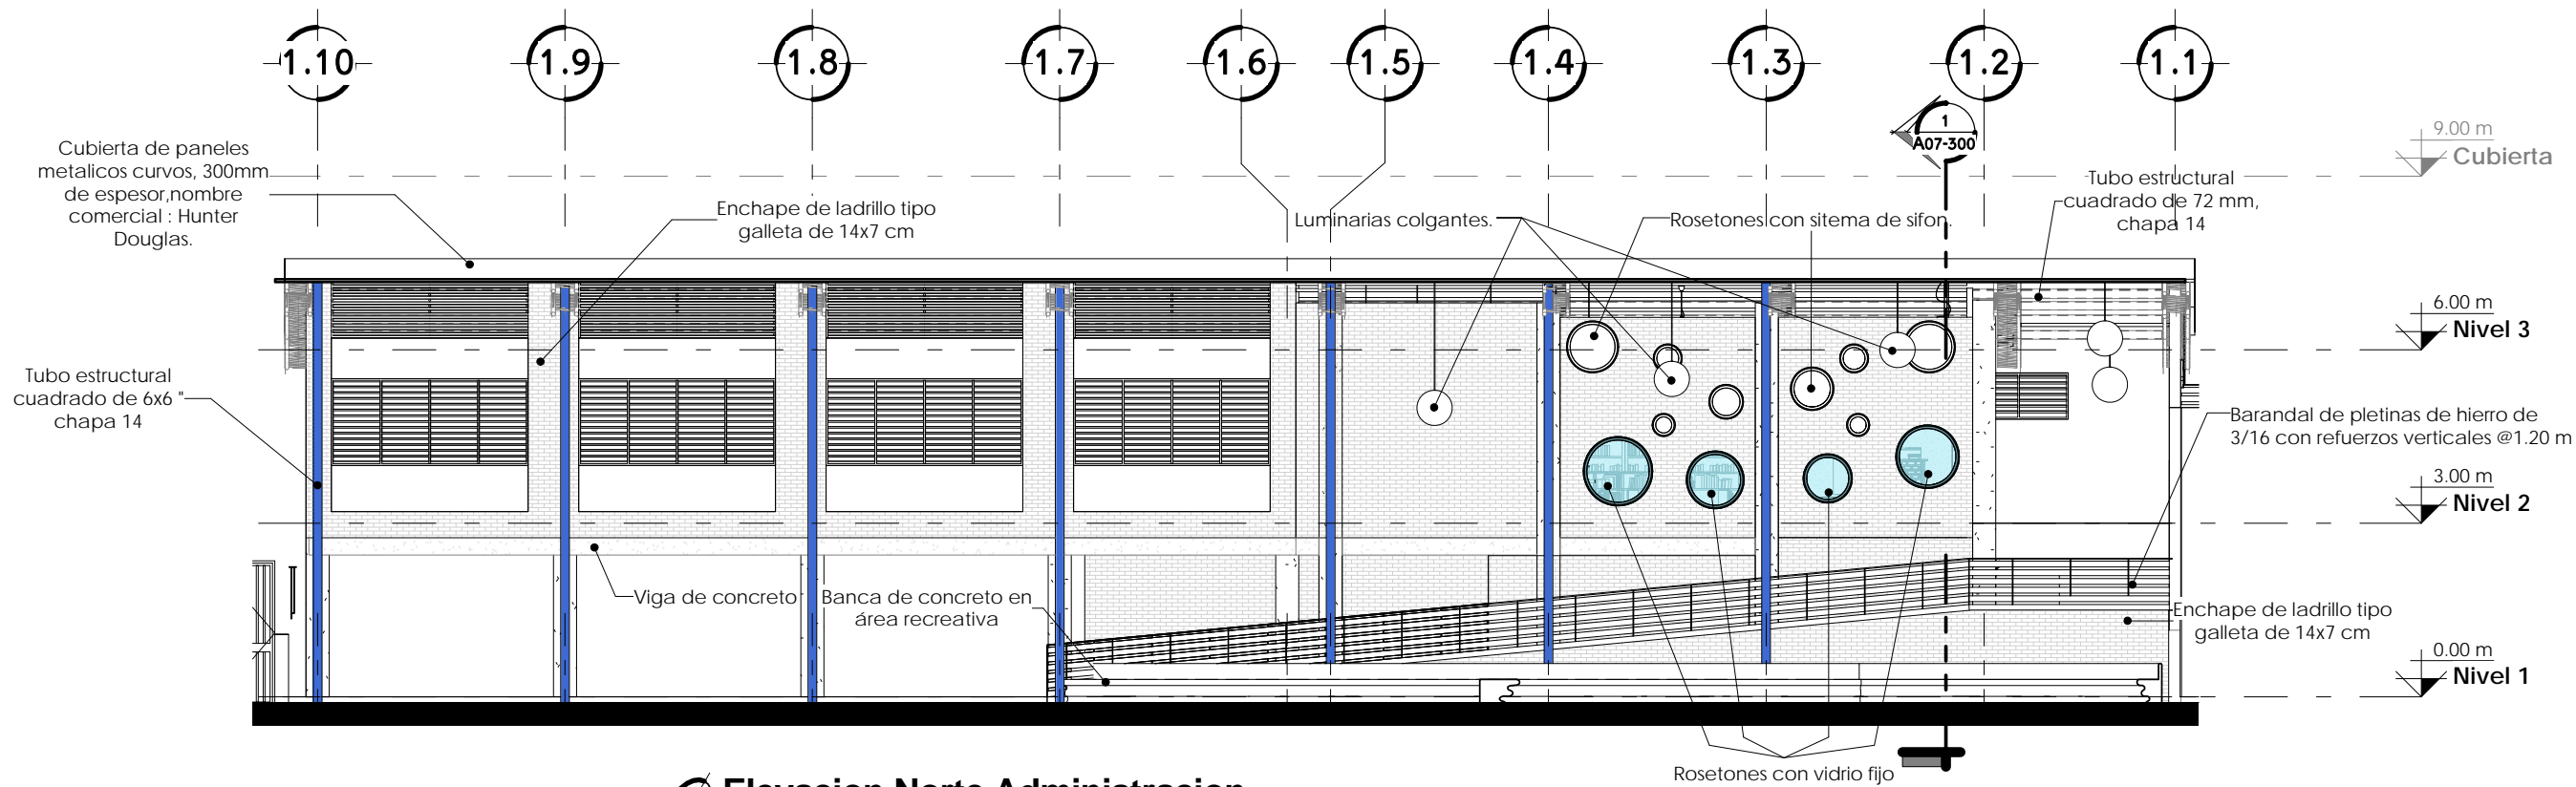 1.10
1.9
1.8
1.7
1.6
1.5
1.4
1.3
1.2
1.1
1
A07-300
9.00 m
Cubierta
Cubierta de paneles
metalicos curvos, 300mm
de espesor,nombre
comercial : Hunter
Douglas.
Enchape de ladrillo tipo
galleta de 14x7 cm
Luminarias colgantes.
Rosetones con sitema de sifon.
Tubo estructural
cuadrado de 72 mm,
chapa 14
6.00 m
Nivel 3
Tubo estructural
cuadrado de 6x6 "
chapa 14
Barandal de pletinas de hierro de
3/16 con refuerzos verticales @1.20 m
3.00 m
Nivel 2
Viga de concreto
Banca de concreto en
área recreativa
Enchape de ladrillo tipo
galleta de 14x7 cm
0.00 m
Nivel 1
Rosetones con vidrio fijo
Elevacion Norte Administracion